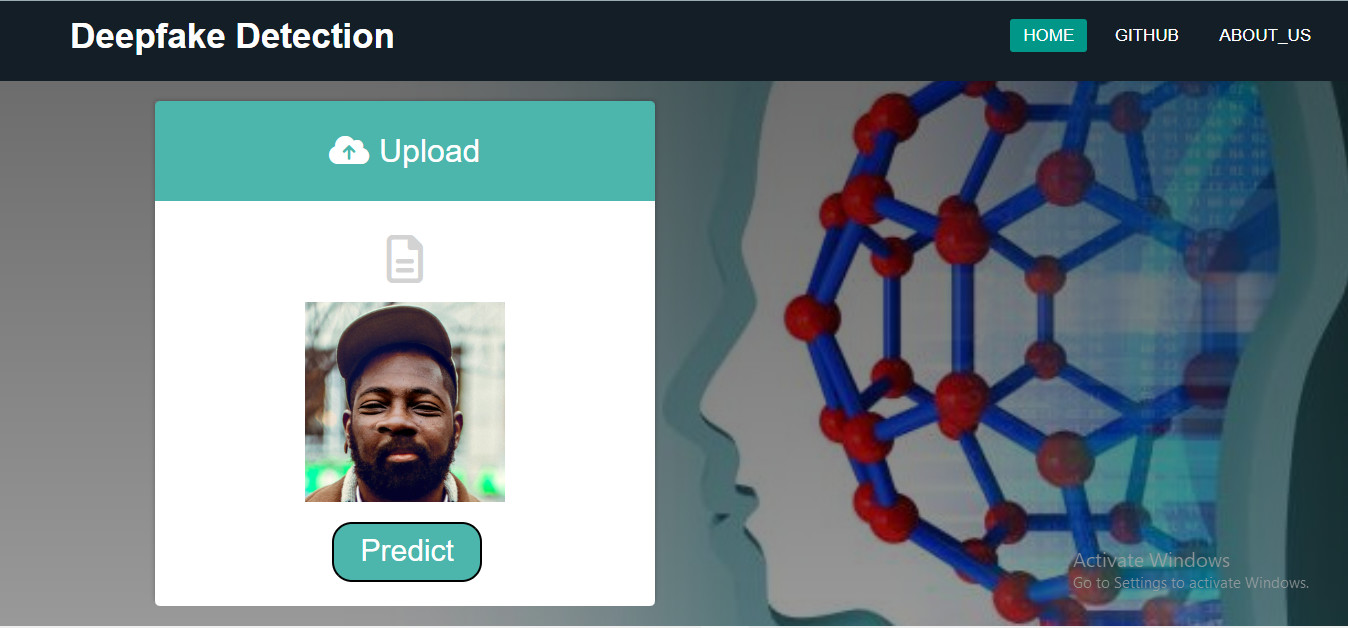 Deepfake Detection
HOME
GITHUB
ABOUT_US
Upload
Predict
Activate Windows
Go to Settings to activate Windows.